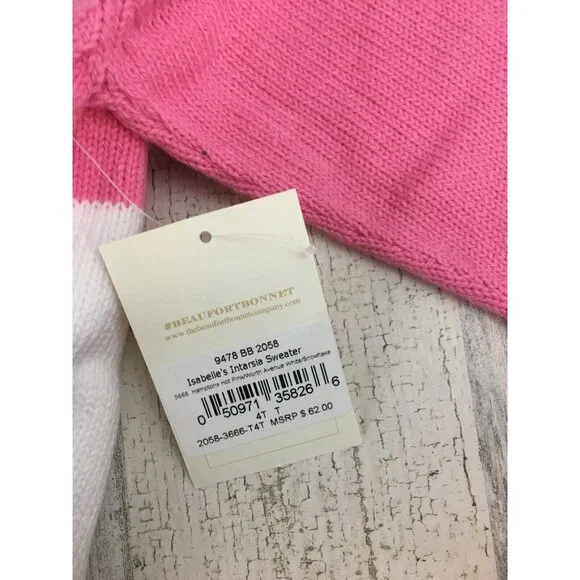 #BEAUFORTBONNET
www.thebeaufortbonnetcompany.com
9478 BB 2058
Isabelle's Intarsia Sweater
3666 Hamptons Hot Pink/Worth Avenue White/Snowflake
0 50971 35826 6
4T T
2058-3666-T4T MSRP $ 62.00